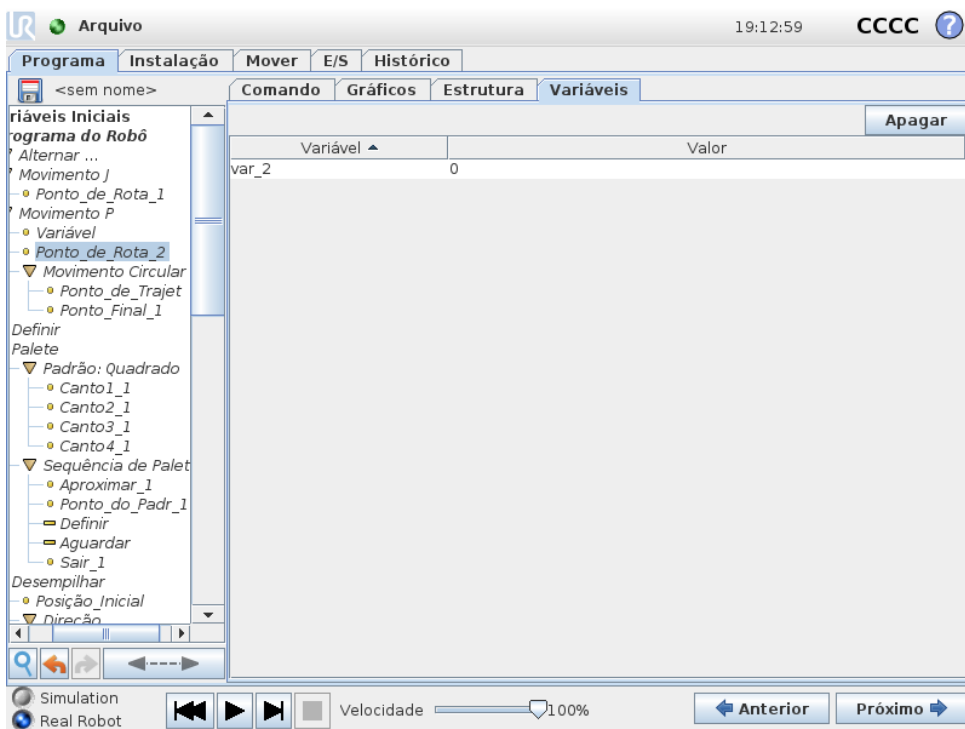 UR Arquivo 19:12:59 CCCC ?
Programa Instalação Mover E/S Histórico
<sem nome> Comando Gráficos Estrutura Variáveis
riáveis Iniciais
Apagar
rograma do Robô
Alternar ...
Variável Valor
Movimento J
var_2 0
Ponto_de_Rota_1
Movimento P
Variável
Ponto_de_Rota_2
Movimento Circular
Ponto_de_Trajet
Ponto_Final_1
Definir
Palete
Padrão: Quadrado
Canto1_1
Canto2_1
Canto3_1
Canto4_1
Sequência de Palet
Aproximar_1
Ponto_do_Padr_1
Definir
Aguardar
Sair_1
Desempilhar
Posição_Inicial
Direção
Simulation
Real Robot
Velocidade 100%
Anterior Próximo